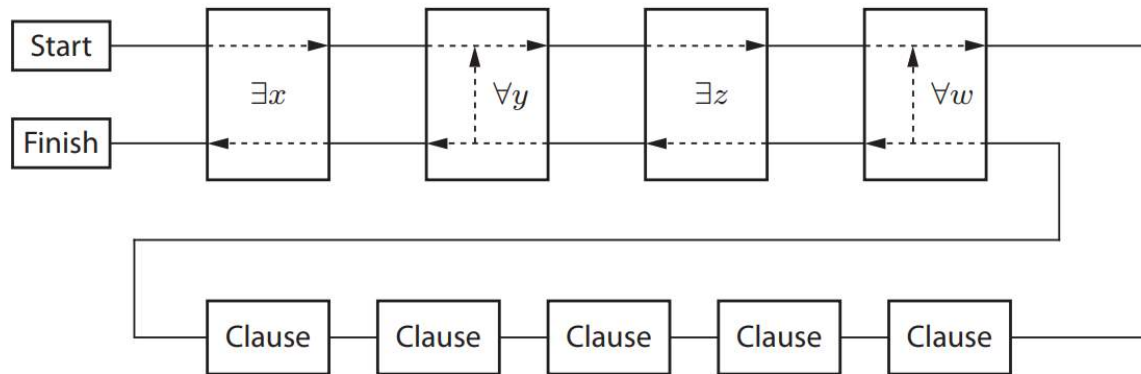 Start
∃x
∀y
∃z
∀w
Finish
Clause
Clause
Clause
Clause
Clause